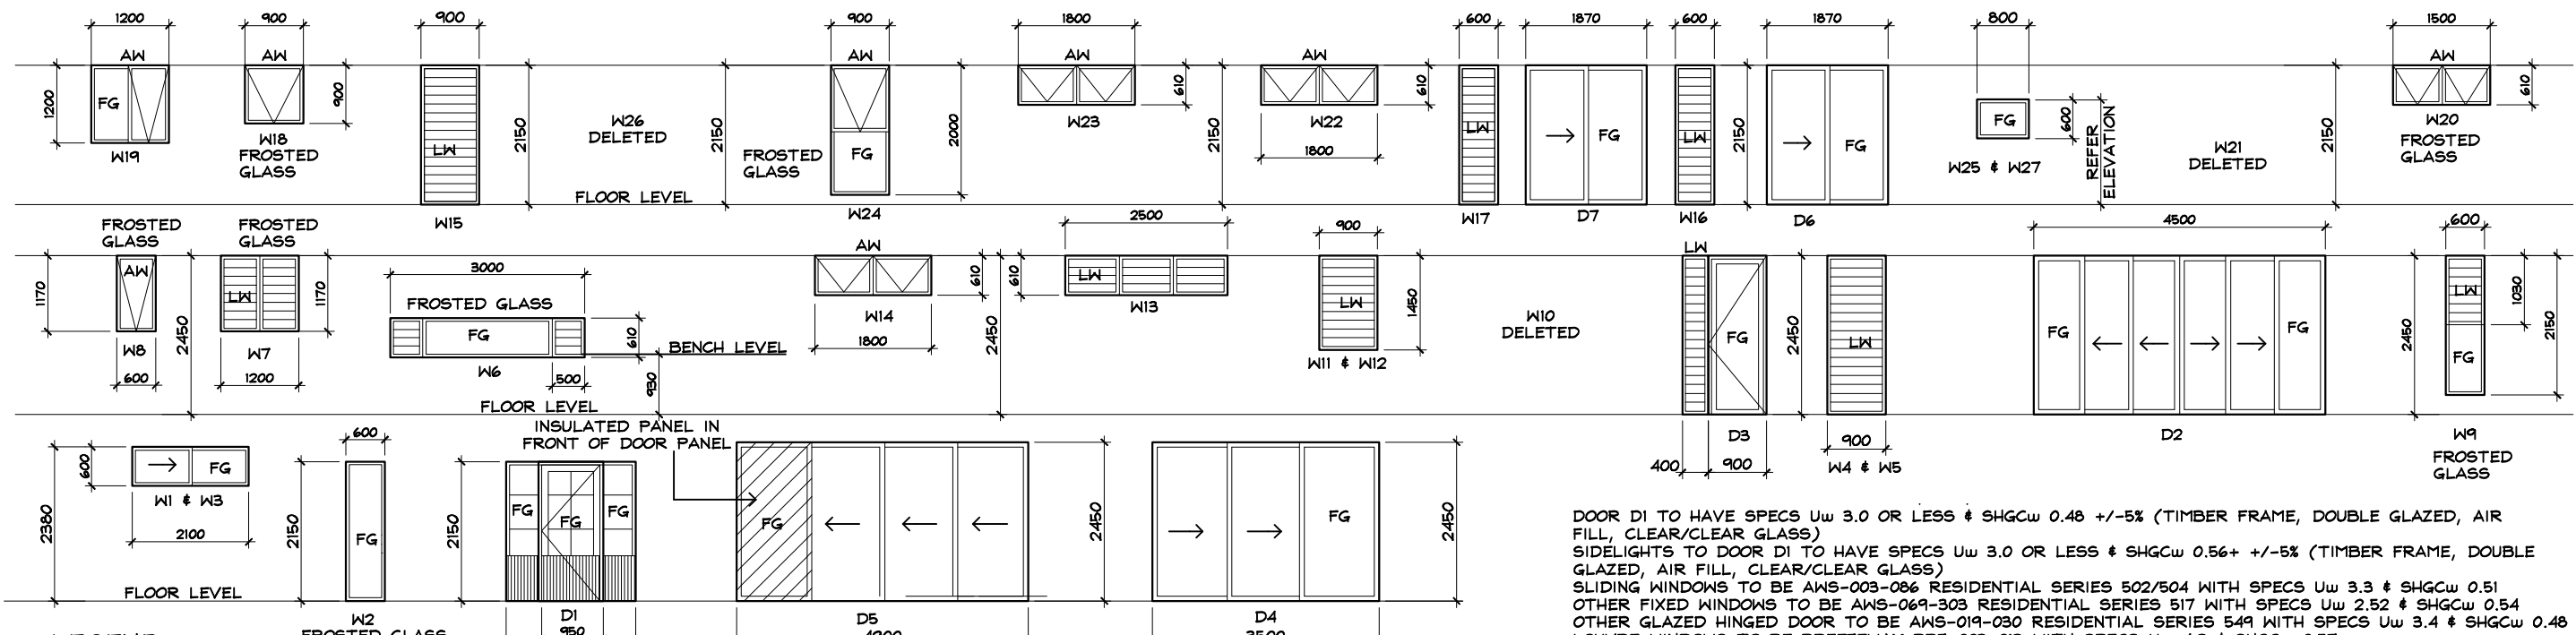 1200
900
900
900
1800
600
1870
600
1870
800
1500
AW
AW
AW
AW
AW
AW
1200
FG
W19
900
W18
FROSTED
GLASS
LW
W15
2150
W26
DELETED
2150
FLOOR LEVEL
FROSTED
GLASS
FG
W24
2000
610
W23
2150
610
W22
1800
LW
W17
FG
D7
LW
W16
2150
FG
D6
FG
600
W25 & W27
REFER
ELEVATION
W21
DELETED
2150
610
W20
FROSTED
GLASS
FROSTED
GLASS
FROSTED
GLASS
1170
AW
W8
600
2450
LW
W7
1200
1170
3000
FROSTED GLASS
FG
W6
610
500
BENCH LEVEL
930
FLOOR LEVEL
AW
W14
1800
610
2450
2500
610
LW
W13
900
LW
1450
W11 & W12
W10
DELETED
LW
FG
D3
400
900
2450
LW
900
W4 & W5
4500
FG
FG
D2
2450
600
LW
FG
1030
2150
W9
FROSTED
GLASS
2380
600
FG
W1 & W3
2100
FLOOR LEVEL
600
2150
FG
W2
FROSTED GLASS
2150
FG
FG
FG
D1
950
INSULATED PANEL IN
FRONT OF DOOR PANEL
FG
D5
2450
FG
D4
2450
DOOR D1 TO HAVE SPECS Uw 3.0 OR LESS & SHGCw 0.48 +/-5% (TIMBER FRAME, DOUBLE GLAZED, AIR
FILL, CLEAR/CLEAR GLASS)
SIDELIGHTS TO DOOR D1 TO HAVE SPECS Uw 3.0 OR LESS & SHGCw 0.56+ +/-5% (TIMBER FRAME, DOUBLE
GLAZED, AIR FILL, CLEAR/CLEAR GLASS)
SLIDING WINDOWS TO BE AWS-003-086 RESIDENTIAL SERIES 502/504 WITH SPECS Uw 3.3 & SHGCw 0.51
OTHER FIXED WINDOWS TO BE AWS-069-303 RESIDENTIAL SERIES 517 WITH SPECS Uw 2.52 & SHGCw 0.54
OTHER GLAZED HINGED DOOR TO BE AWS-019-030 RESIDENTIAL SERIES 549 WITH SPECS Uw 3.4 & SHGCw 0.48